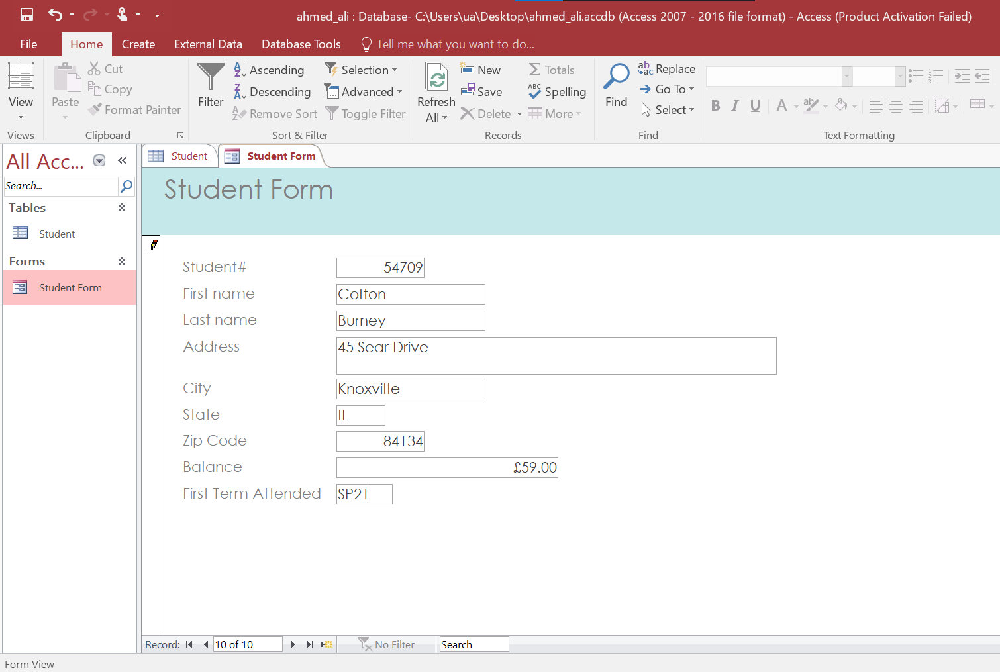 ahmed_ali : Database- C:\Users\ua\Desktop\ahmed_ali.accdb (Access 2007 - 2016 file format) - Access (Product Activation Failed)
File Home Create External Data Database Tools Tell me what you want to do...
View
Views
Paste
Cut
Copy
Format Painter
Clipboard
Filter
Ascending
Descending
Remove Sort
Selection
Advanced
Toggle Filter
Sort & Filter
Refresh
All
New
Save
Delete
Totals
Spelling
More
Records
Find
Replace
Go To
Select
Find
B I U A ab
Text Formatting
All Acc...
Search...
Tables
Student
Forms
Student Form
Student Student Form
Student Form
Student# 54709
First name Colton
Last name Burney
Address 45 Sear Drive
City Knoxville
State IL
Zip Code 84134
Balance £59.00
First Term Attended SP21
Record: 10 of 10 No Filter Search
Form View